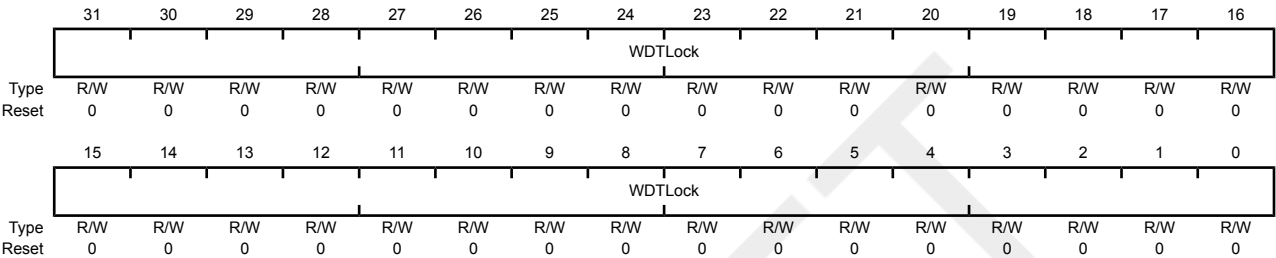 31 30 29 28 27 26 25 24 23 22 21 20 19 18 17 16
WDTLock
Type R/W R/W R/W R/W R/W R/W R/W R/W R/W R/W R/W R/W R/W R/W R/W R/W
Reset 0 0 0 0 0 0 0 0 0 0 0 0 0 0 0 0
15 14 13 12 11 10 9 8 7 6 5 4 3 2 1 0
WDTLock
Type R/W R/W R/W R/W R/W R/W R/W R/W R/W R/W R/W R/W R/W R/W R/W R/W
Reset 0 0 0 0 0 0 0 0 0 0 0 0 0 0 0 0